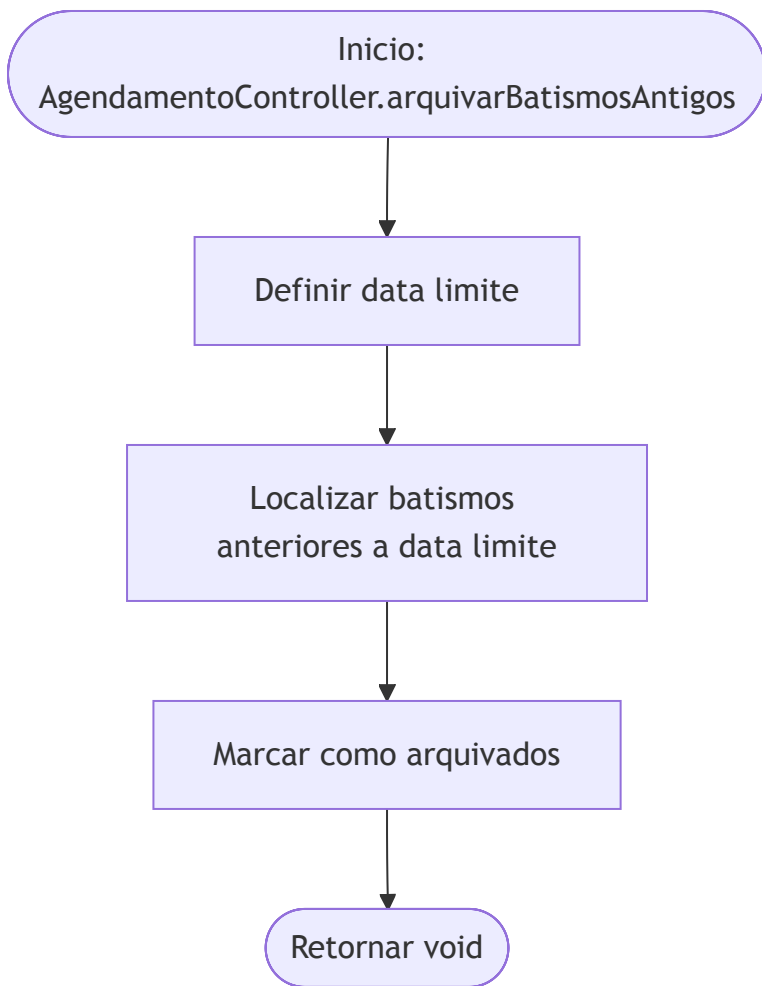 Inicio:
AgendamentoController.arquivarBatismosAntigos
Definir data limite
Localizar batismos
anteriores a data limite
Marcar como arquivados
Retornar void